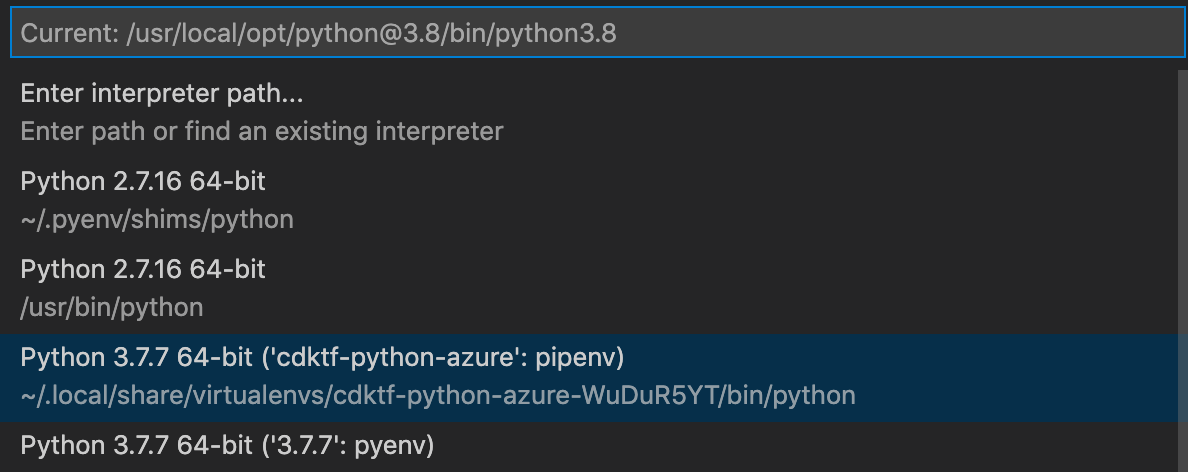 Current: /usr/local/opt/python@3.8/bin/python3.8
Enter interpreter path...
Enter path or find an existing interpreter
Python 2.7.16 64-bit
~/.pyenv/shims/python
Python 2.7.16 64-bit
/usr/bin/python
Python 3.7.7 64-bit ('cdktf-python-azure': pipenv)
~/.local/share/virtualenvs/cdktf-python-azure-WuDuR5YT/bin/python
Python 3.7.7 64-bit ('3.7.7': pyenv)